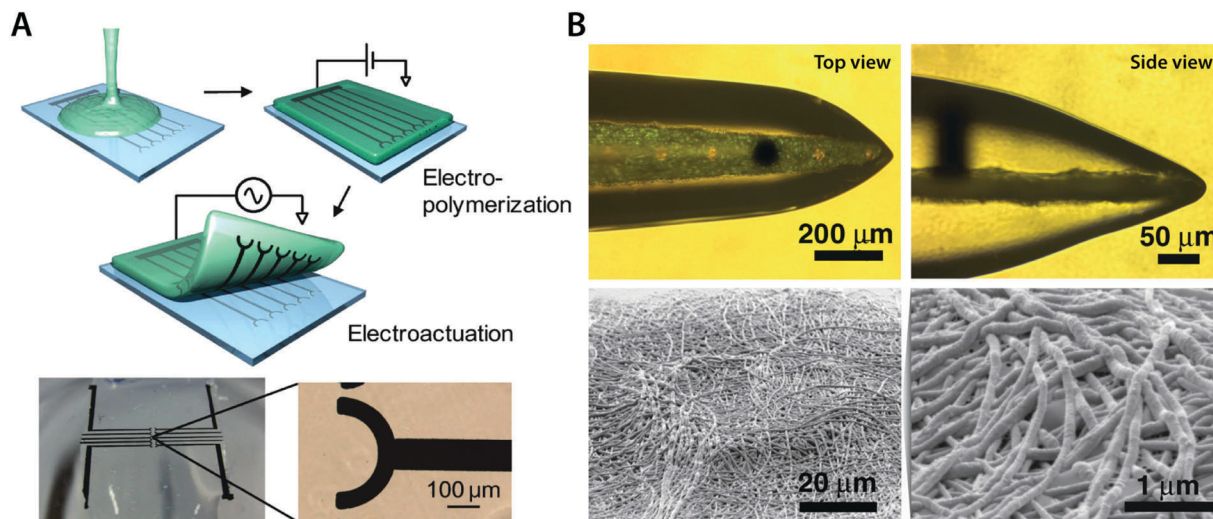 A
Electro-
polymerization
Electroactuation
100 μm
B
Top view
200 μm
Side view
50 μm
20 μm
1 μm